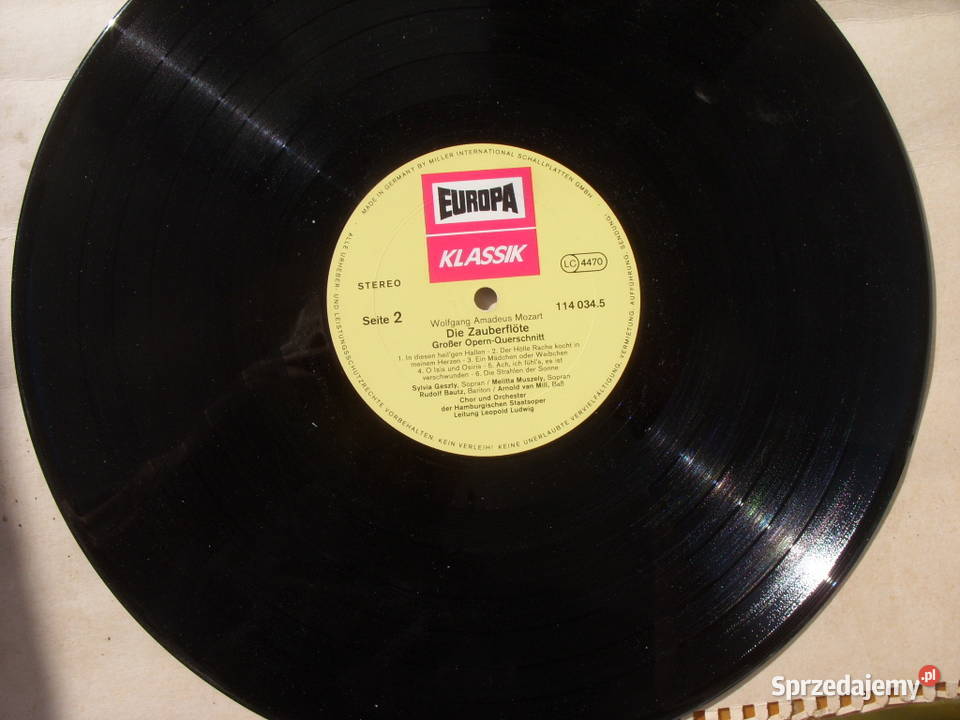 MADE IN GERMANY BY MILLER INTERNATIONAL SCHALLPLATTEN GMBH
EUROPA
KLASSIK
LC 4470
STEREO
114 034.5
Seite 2
Wolfgang Amadeus Mozart
Die Zauberflöte
Großer Opern-Querschnitt
1. In diesen heil'gen Hallen - 2. Der Hölle Rache kocht in
meinem Herzen - 3. Ein Mädchen oder Weibchen
4. O Isis und Osiris - 5. Ach, ich fühl's, es ist
verschwunden - 6. Die Strahlen der Sonne
Sylvia Geszty, Sopran / Melitta Muszely, Sopran
Rudolf Bautz, Bariton / Arnold van Mill, Baß
Chor und Orchester
der Hamburgischen Staatsoper
Leitung Leopold Ludwig
ALLE URHEBER- UND LEISTUNGSSCHUTZRECHTE VORBEHALTEN. KEIN VERLEIH! KEINE UNERLAUBTE VERVIELFÄLTIGUNG, VERMIETUNG, AUFFÜHRUNG, SENDUNG!
Sprzedajemy.pl